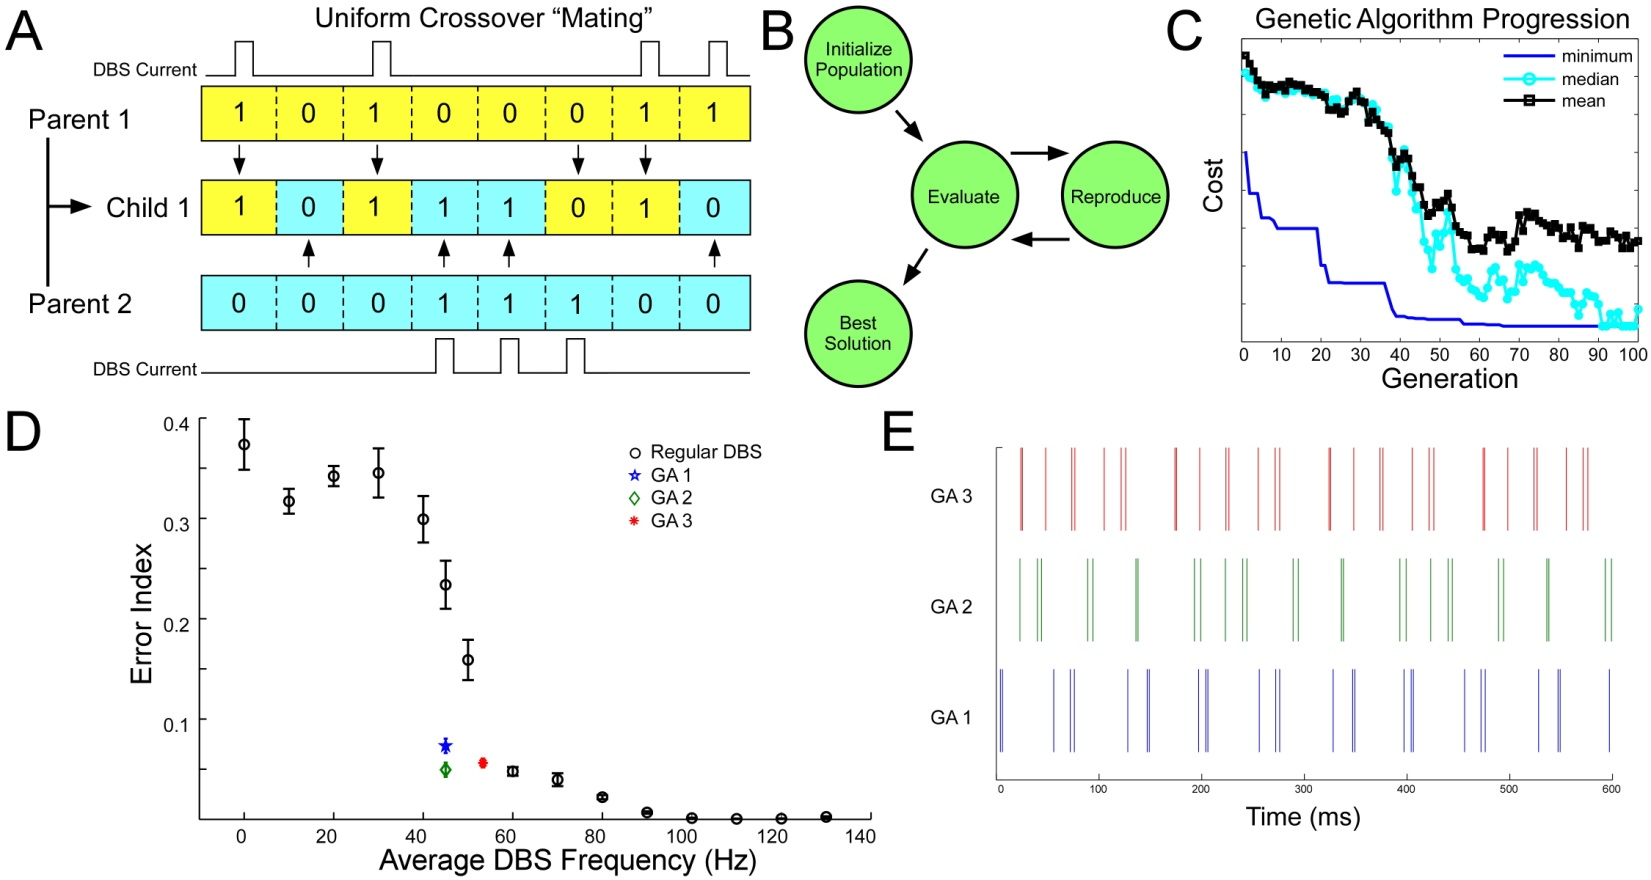 A
Uniform Crossover “Mating”
DBS Current
Parent 1
1 0 1 0 0 0 1 1
Child 1
1 0 1 1 1 0 1 0
Parent 2
0 0 0 1 1 1 0 0
DBS Current
B
Initialize
Population
Evaluate
Reproduce
Best
Solution
C
Genetic Algorithm Progression
minimum
median
mean
Cost
0 10 20 30 40 50 60 70 80 90 100
Generation
D
0.4
0.3
0.2
0.1
Error Index
Regular DBS
GA 1
GA 2
GA 3
0 20 40 60 80 100 120 140
Average DBS Frequency (Hz)
E
GA 3
GA 2
GA 1
0 100 200 300 400 500 600
Time (ms)